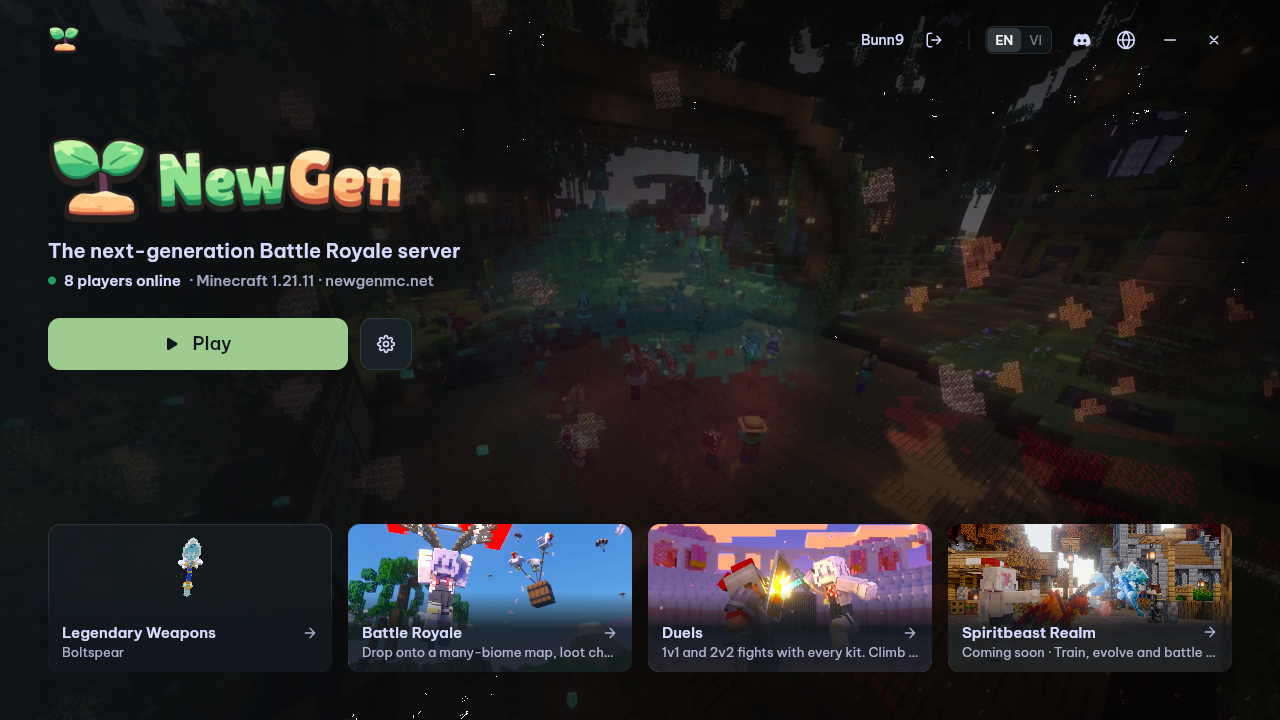 Bunn9
EN VI
NewGen
The next-generation Battle Royale server
8 players online · Minecraft 1.21.11 · newgenmc.net
Play
Legendary Weapons
Boltspear
Battle Royale
Drop onto a many-biome map, loot ch...
Duels
1v1 and 2v2 fights with every kit. Climb ...
Spiritbeast Realm
Coming soon · Train, evolve and battle ...